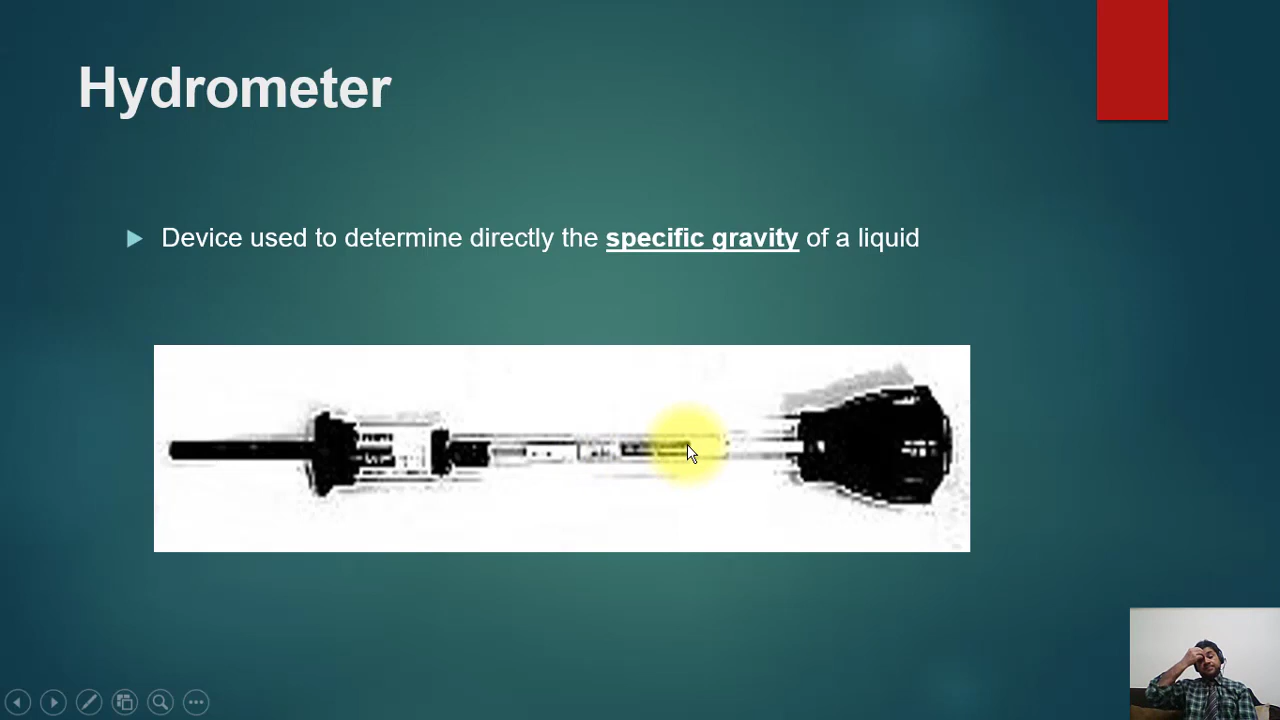 Hydrometer
Device used to determine directly the specific gravity of a liquid